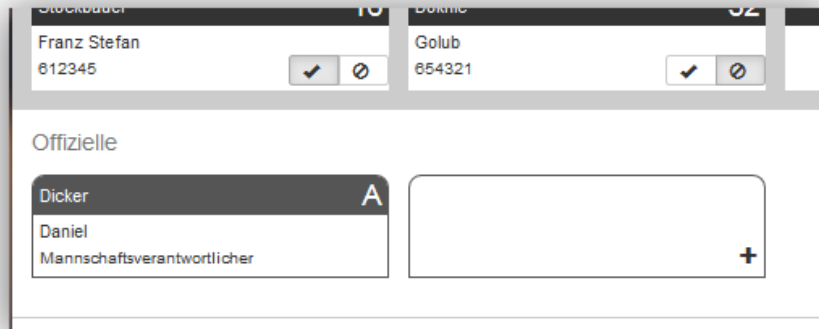 Franz Stefan
612345
Golub
654321
Offizielle
Dicker A
Daniel
Mannschaftsverantwortlicher
+